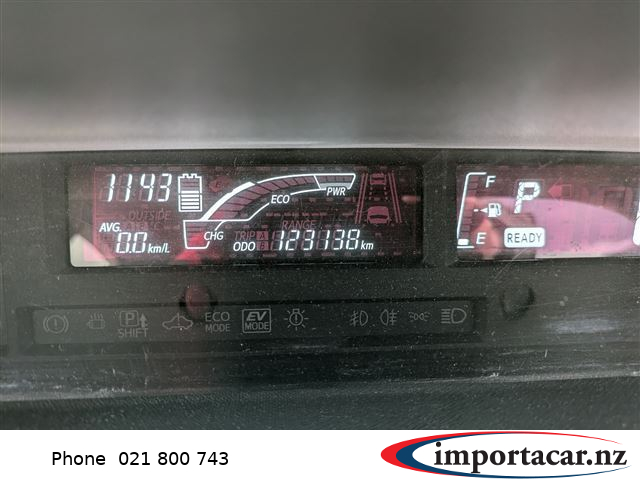 1143
F
P
ECO
PWR
OUTSIDE
AVG.
RANGE
0.0 km/L
CHG
TRIP A
ODO B
123138 km
E
READY
P
SHIFT
ECO
MODE
EV
MODE
Phone 021 800 743
importacar.nz